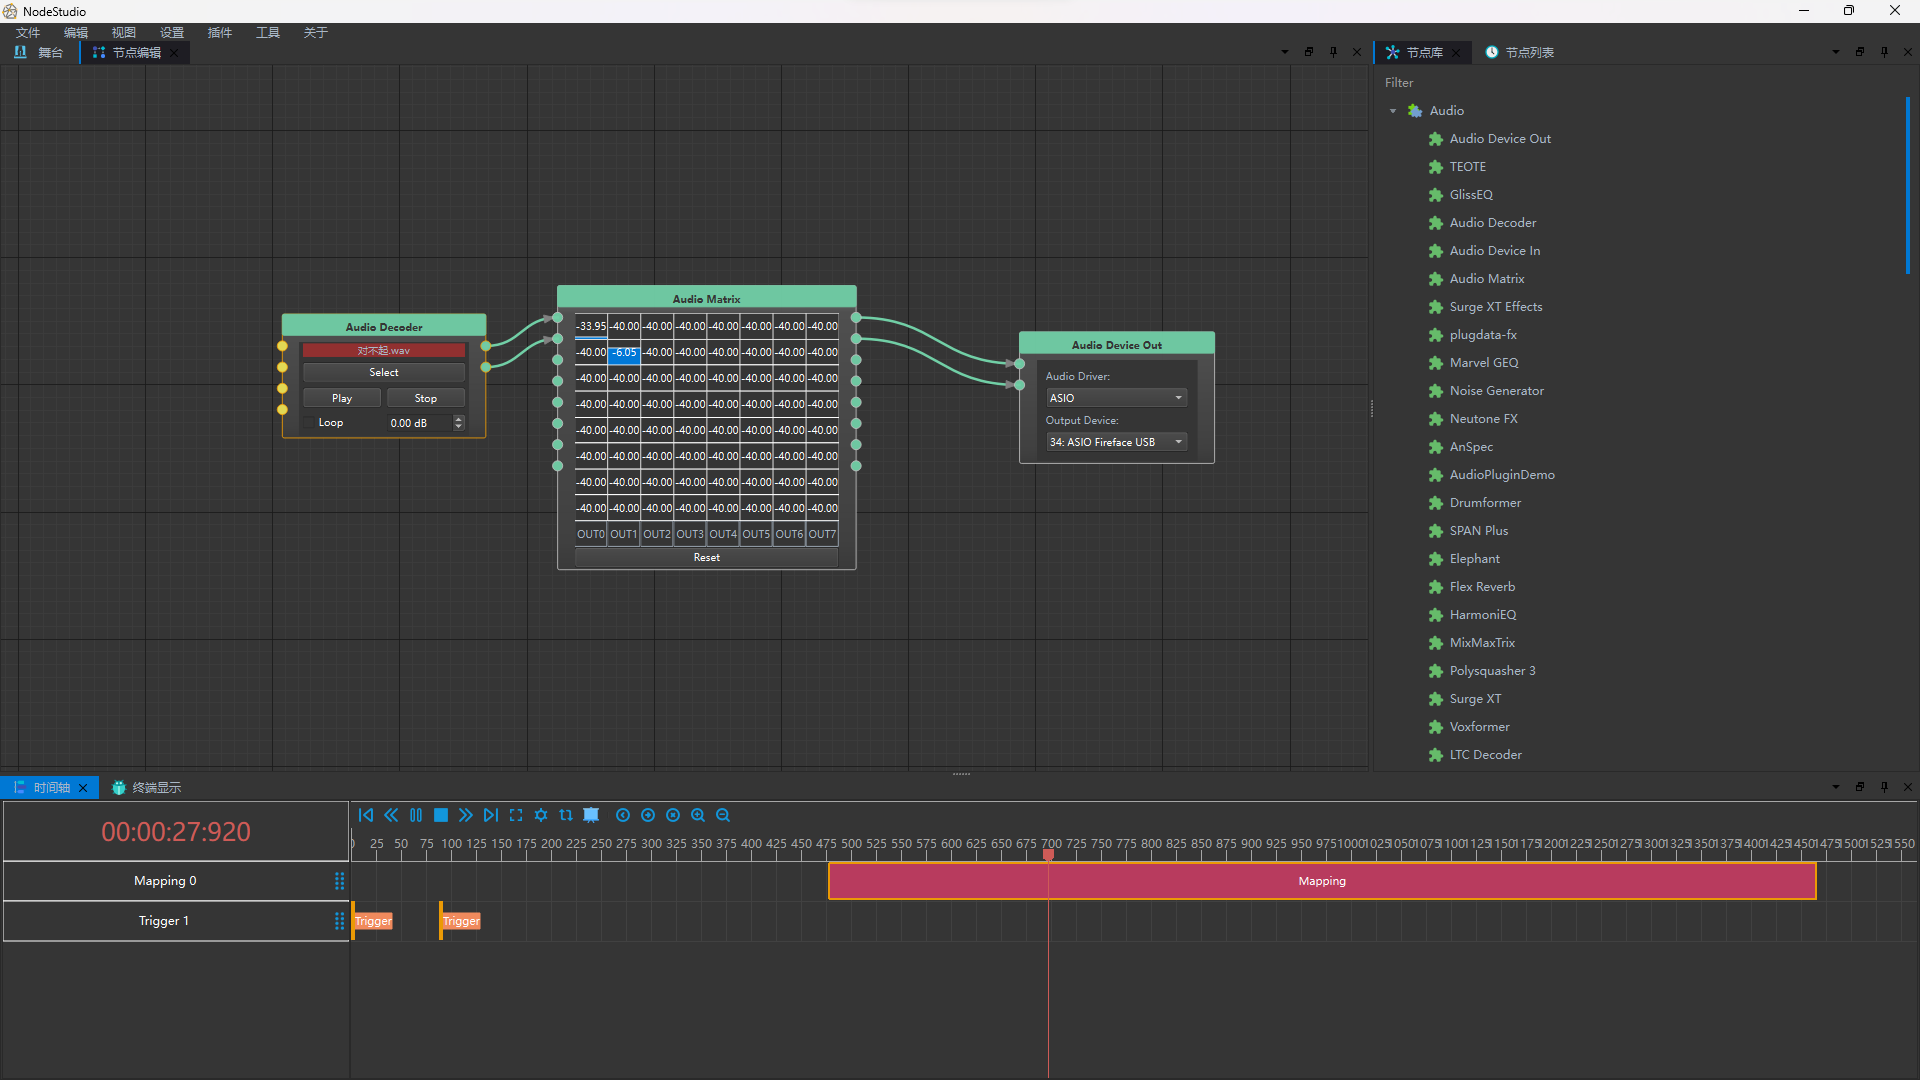 NodeStudio
文件 编辑 视图 设置 插件 工具 关于
舞台 节点编辑
节点库 节点列表
Filter
Audio
Audio Device Out
TEOTE
GlissEQ
Audio Decoder
Audio Device In
Audio Matrix
Surge XT Effects
plugdata-fx
Marvel GEQ
Noise Generator
Neutone FX
AnSpec
AudioPluginDemo
Drumformer
SPAN Plus
Elephant
Flex Reverb
HarmoniEQ
MixMaxTrix
Polysquasher 3
Surge XT
Voxformer
LTC Decoder
Audio Decoder
对不起.wav
Select
Play Stop
Loop 0.00 dB
Audio Matrix
-33.95 -40.00 -40.00 -40.00 -40.00 -40.00 -40.00 -40.00
-40.00 -6.05 -40.00 -40.00 -40.00 -40.00 -40.00 -40.00
-40.00 -40.00 -40.00 -40.00 -40.00 -40.00 -40.00 -40.00
-40.00 -40.00 -40.00 -40.00 -40.00 -40.00 -40.00 -40.00
-40.00 -40.00 -40.00 -40.00 -40.00 -40.00 -40.00 -40.00
-40.00 -40.00 -40.00 -40.00 -40.00 -40.00 -40.00 -40.00
-40.00 -40.00 -40.00 -40.00 -40.00 -40.00 -40.00 -40.00
-40.00 -40.00 -40.00 -40.00 -40.00 -40.00 -40.00 -40.00
OUT0 OUT1 OUT2 OUT3 OUT4 OUT5 OUT6 OUT7
Reset
Audio Device Out
Audio Driver:
ASIO
Output Device:
34: ASIO Fireface USB
时间轴 终端显示
00:00:27:920
0 25 50 75 100 125 150 175 200 225 250 275 300 325 350 375 400 425 450 475 500 525 550 575 600 625 650 675 700 725 750 775 800 825 850 875 900 925 950 975 1000 1025 1050 1075 1100 1125 1150 1175 1200 1225 1250 1275 1300 1325 1350 1375 1400 1425 1450 1475 1500 1525 1550
Mapping 0 Mapping
Trigger 1 Trigger Trigger